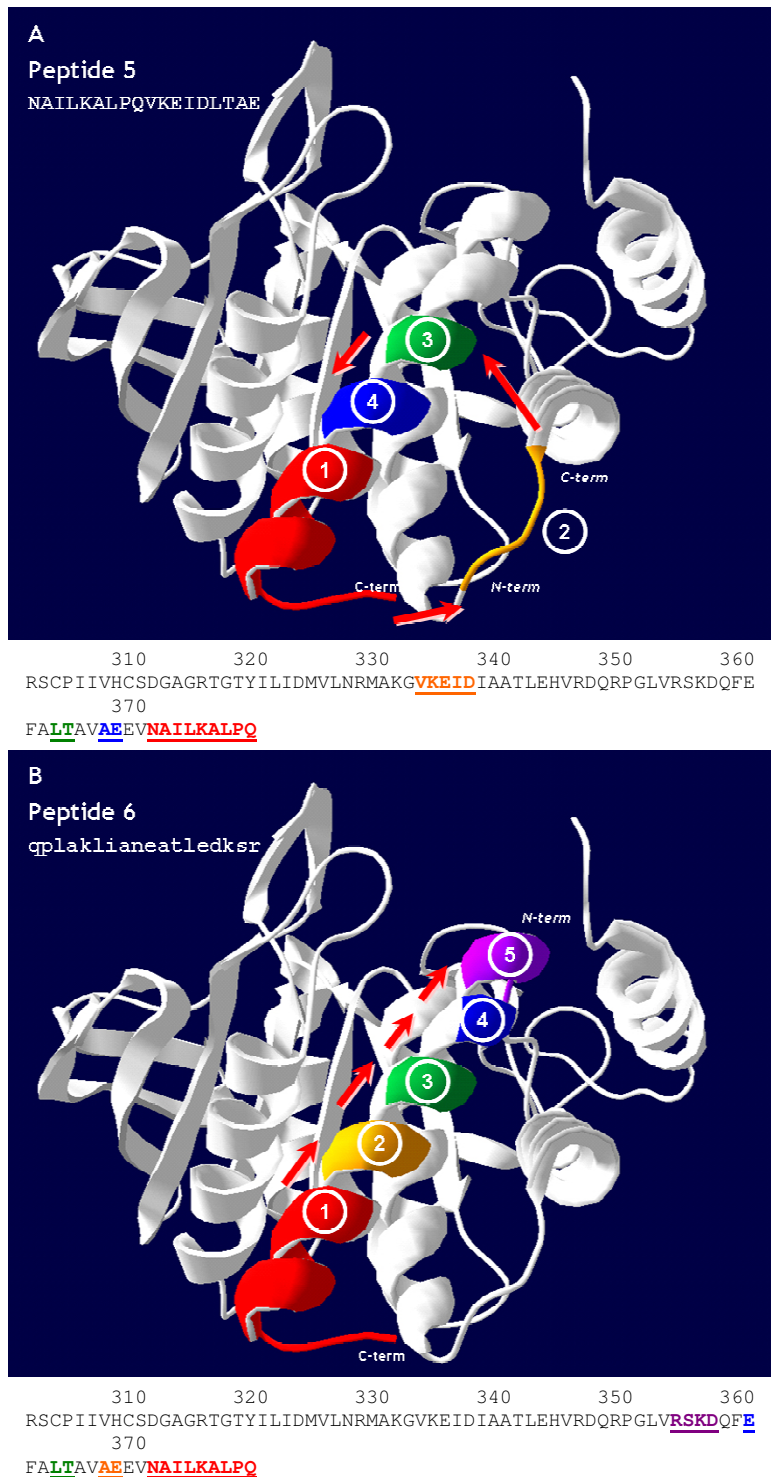 A
Peptide 5
NAILKALPQVKEIDLTAE
3
4
1
C-term
2
C-term
N-term
310 320 330 340 350 360
RSCPIIVHCSDGAGRTGTYILIDMVLNRMAKGVKEIDIAATLEHVRDQRPGLVRSKDQFE
370
FALTAVAEEVNAILKALPQ
B
Peptide 6
qplaklianeatledksr
N-term
5
4
3
2
1
C-term
310 320 330 340 350 360
RSCPIIVHCSDGAGRTGTYILIDMVLNRMAKGVKEIDIAATLEHVRDQRPGLVRSKDQFE
370
FALTAVAEEVNAILKALPQ